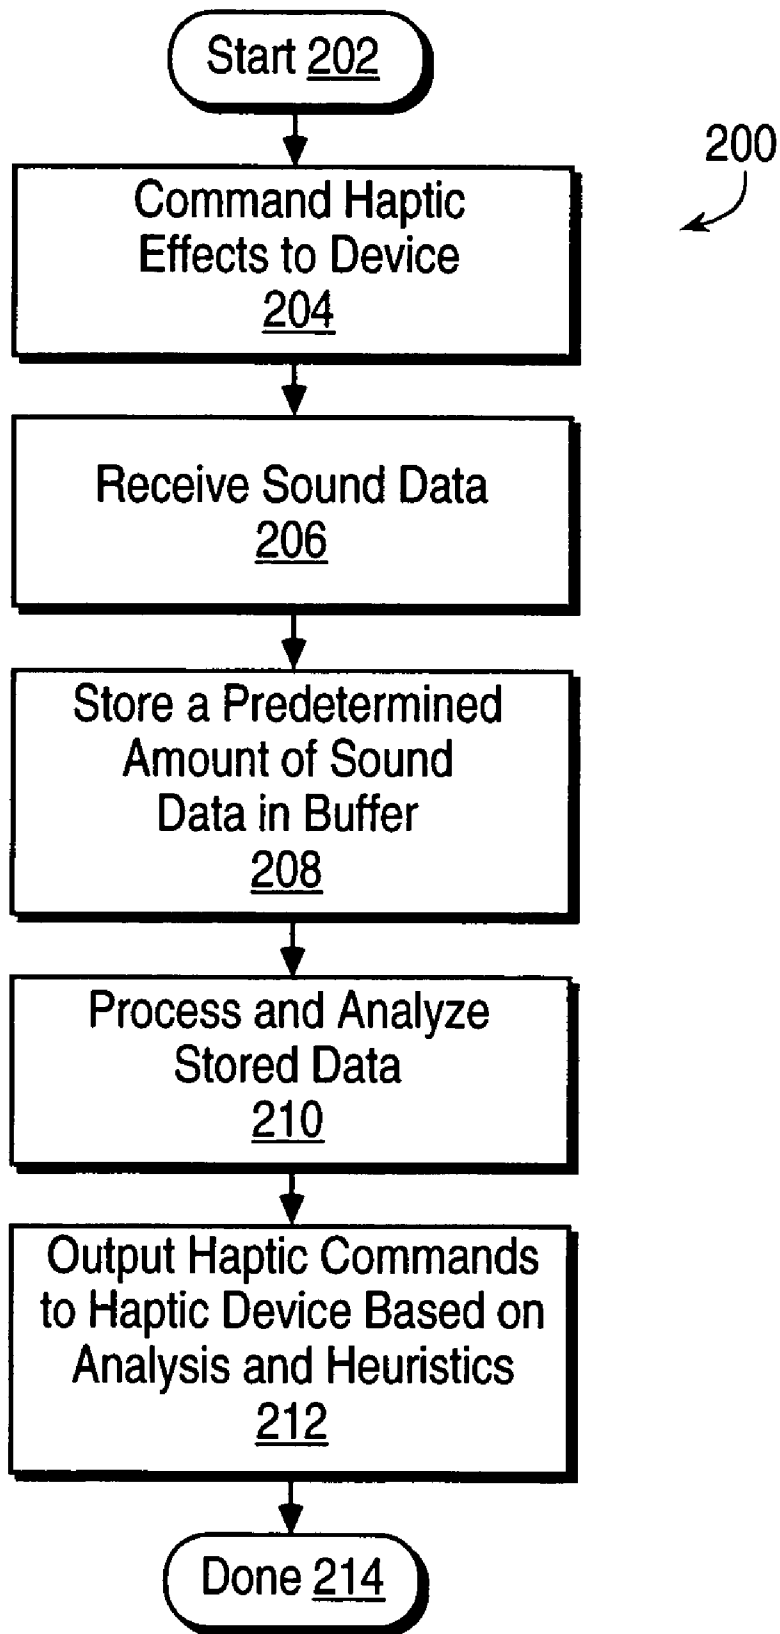 Start 202
200
Command Haptic
Effects to Device
204
Receive Sound Data
206
Store a Predetermined
Amount of Sound
Data in Buffer
208
Process and Analyze
Stored Data
210
Output Haptic Commands
to Haptic Device Based on
Analysis and Heuristics
212
Done 214